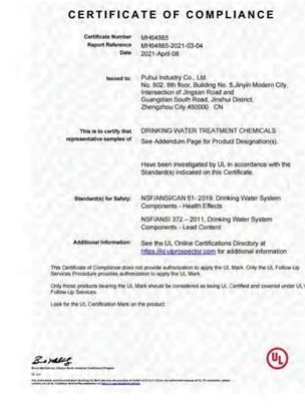 CERTIFICATE OF COMPLIANCE
Certificate Number MH64885
Report Reference MH64885-2021-03-04
Date 2021-April-08
Issued to: Puhui Industry Co., Ltd
No. 502, 6th floor, Building No. 5,Jinyin Modern City,
Intersection of Jingsan Road and
Guangdian South Road, Jinshui District,
Zhengzhou City 450000 CN
This is to certify that DRINKING WATER TREATMENT CHEMICALS
representative samples of See Addendum Page for Product Designation(s).
Have been investigated by UL in accordance with the
Standard(s) indicated on this Certificate.
Standard(s) for Safety: NSF/ANSI/CAN 61- 2019, Drinking Water System
Components - Health Effects
NSF/ANSI 372 – 2011, Drinking Water System
Components - Lead Content
Additional Information: See the UL Online Certifications Directory at
https://iq.ulprospector.com for additional information
This Certificate of Compliance does not provide authorization to apply the UL Mark. Only the UL Follow-Up
Services Procedure provides authorization to apply the UL Mark.
Only those products bearing the UL Mark should be considered as being UL Certified and covered under UL's
Follow-Up Services.
Look for the UL Certification Mark on the product.
UL